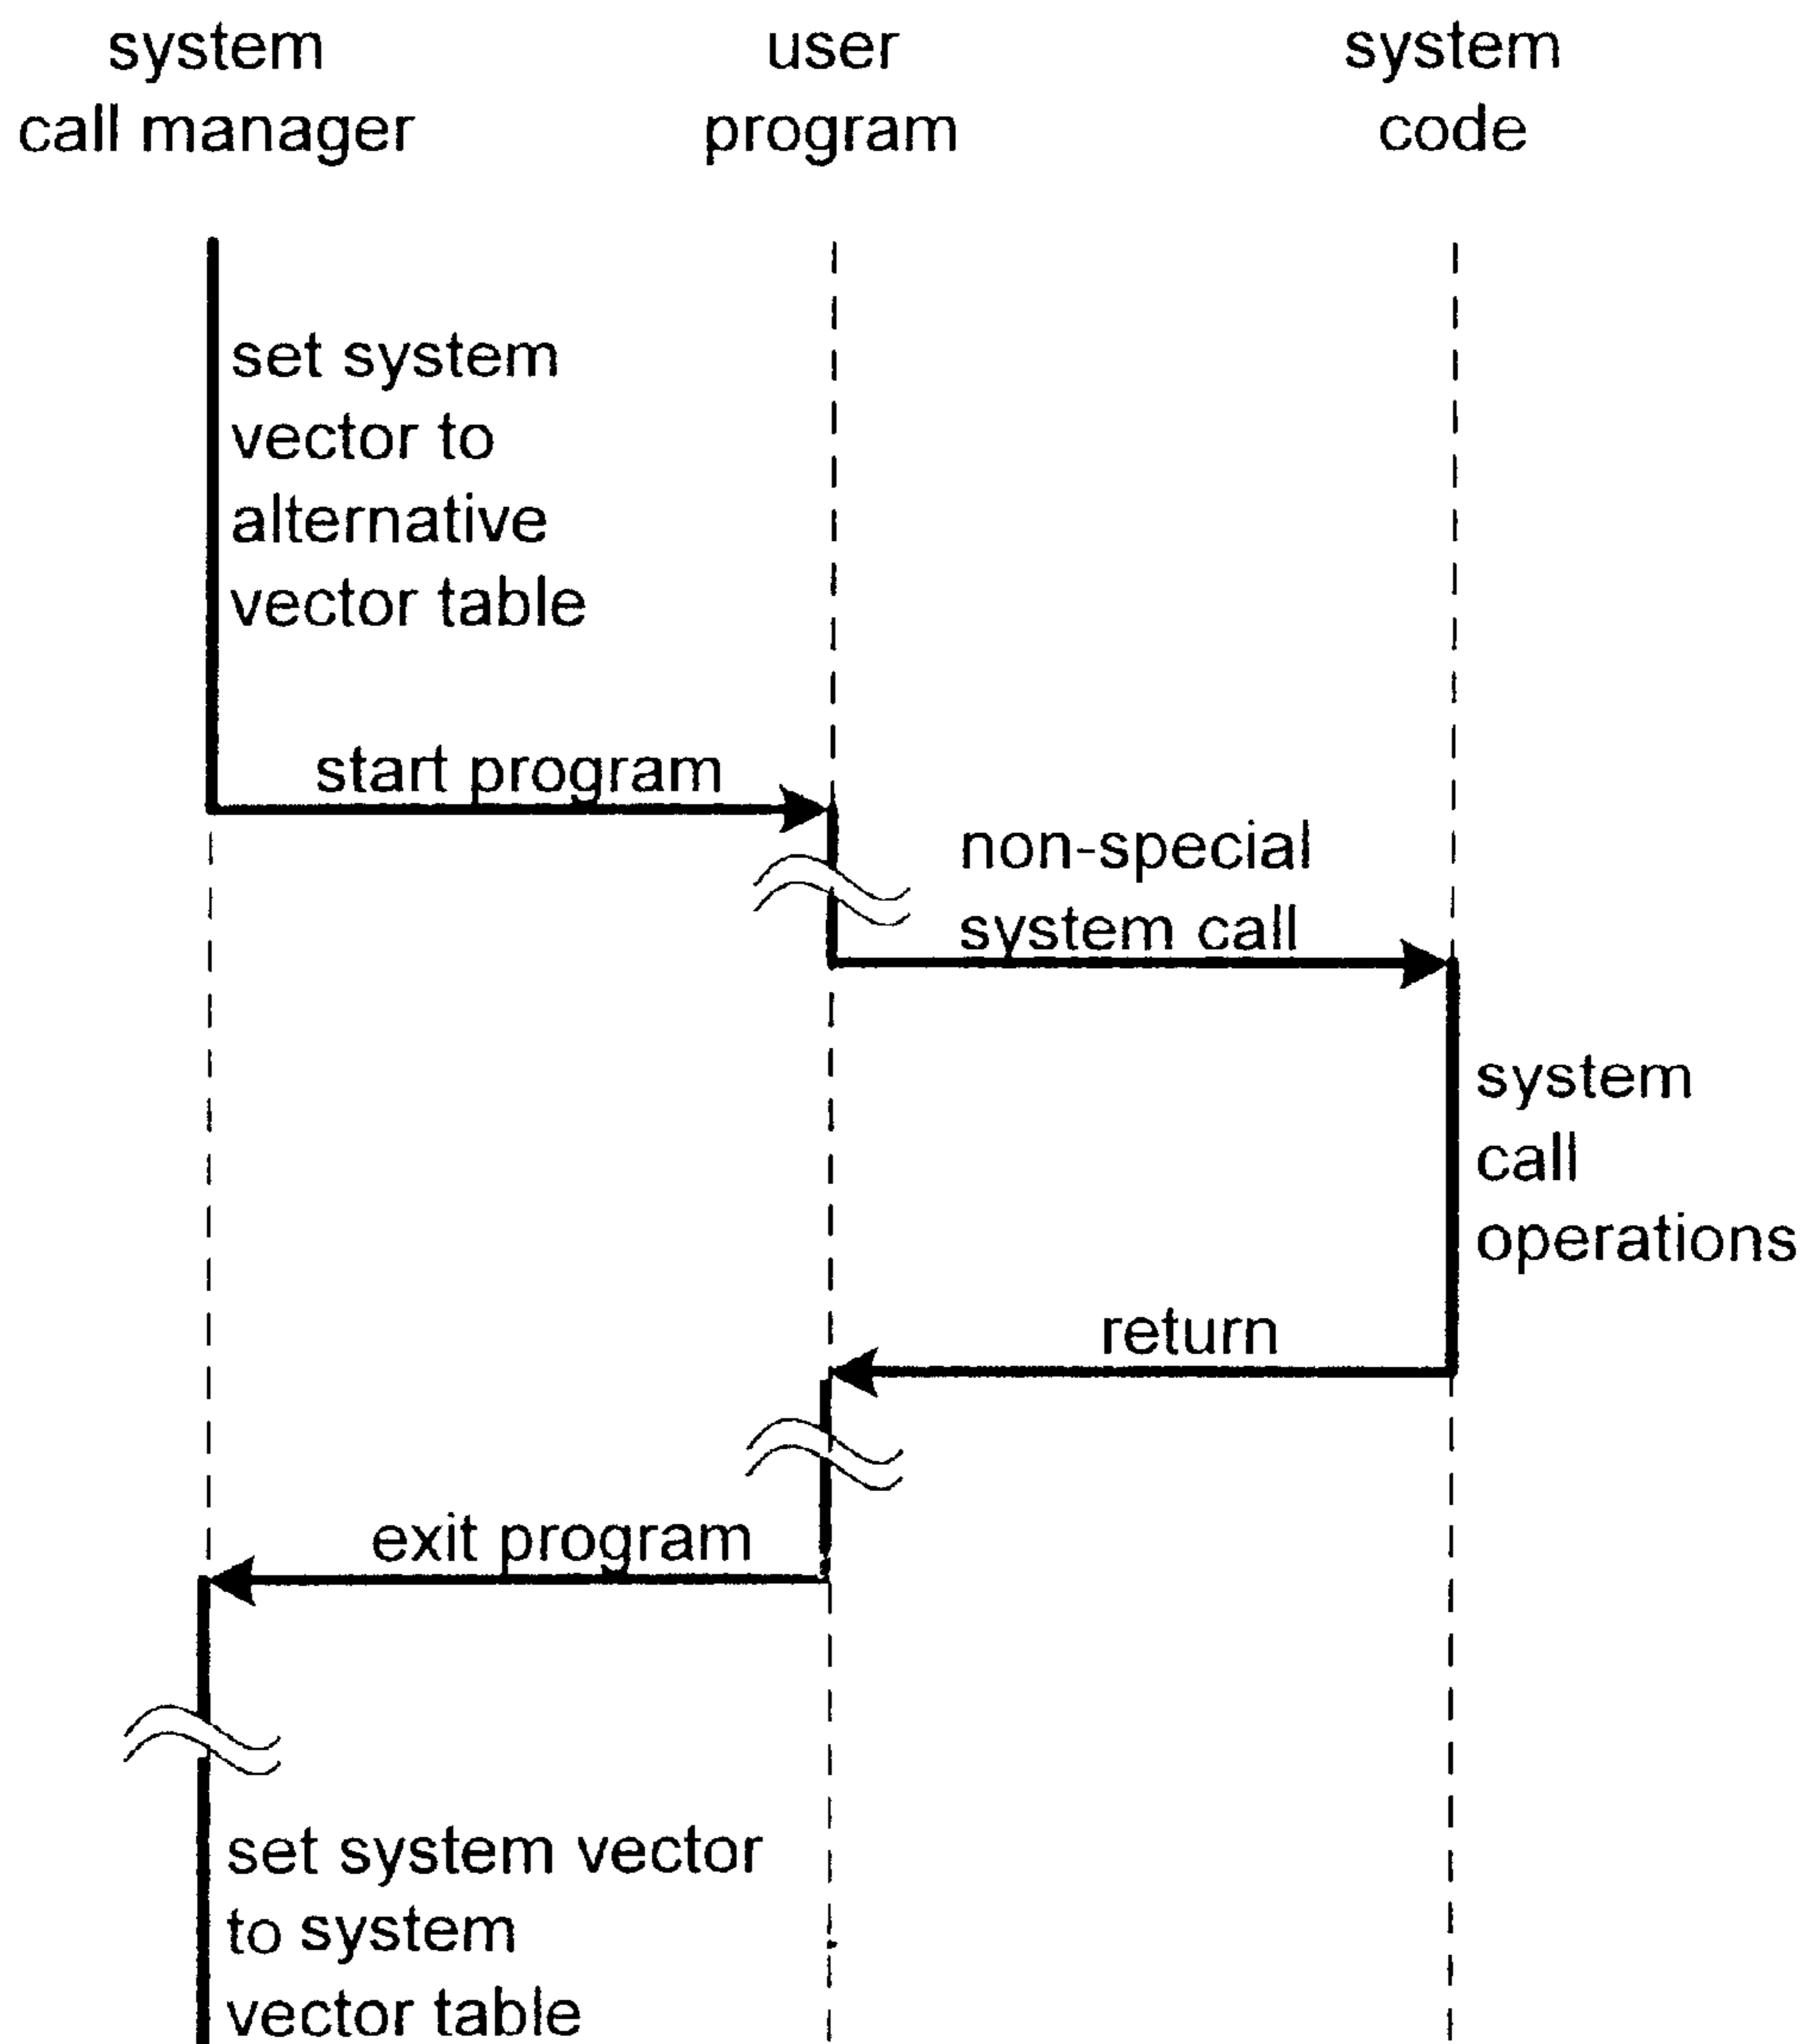 system
call manager
user
program
system
code
set system
vector to
alternative
vector table
start program
non-special
system call
system
call
operations
return
exit program
set system vector
to system
vector table